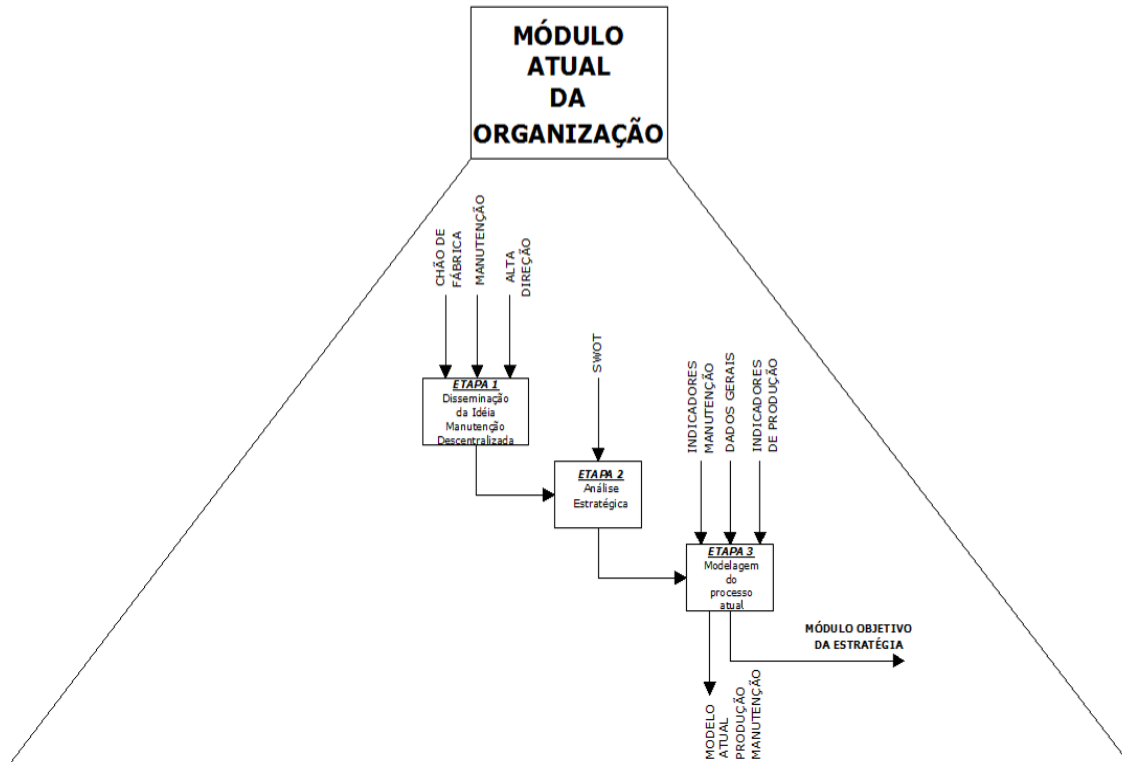 MÓDULO
ATUAL
DA
ORGANIZAÇÃO
CHÃO DE
FÁBRICA
MANUTENÇÃO
ALTA
DIREÇÃO
ETAPA 1
Disseminação
da Idéia
Manutenção
Descentralizada
SWOT
ETAPA 2
Análise
Estratégica
INDICADORES
MANUTENÇÃO
DADOS GERAIS
INDICADORES
DE PRODUÇÃO
ETAPA 3
Modelagem
do
processo
atual
MÓDULO OBJETIVO
DA ESTRATÉGIA
MODELO
ATUAL
PRODUÇÃO
MANUTENÇÃO